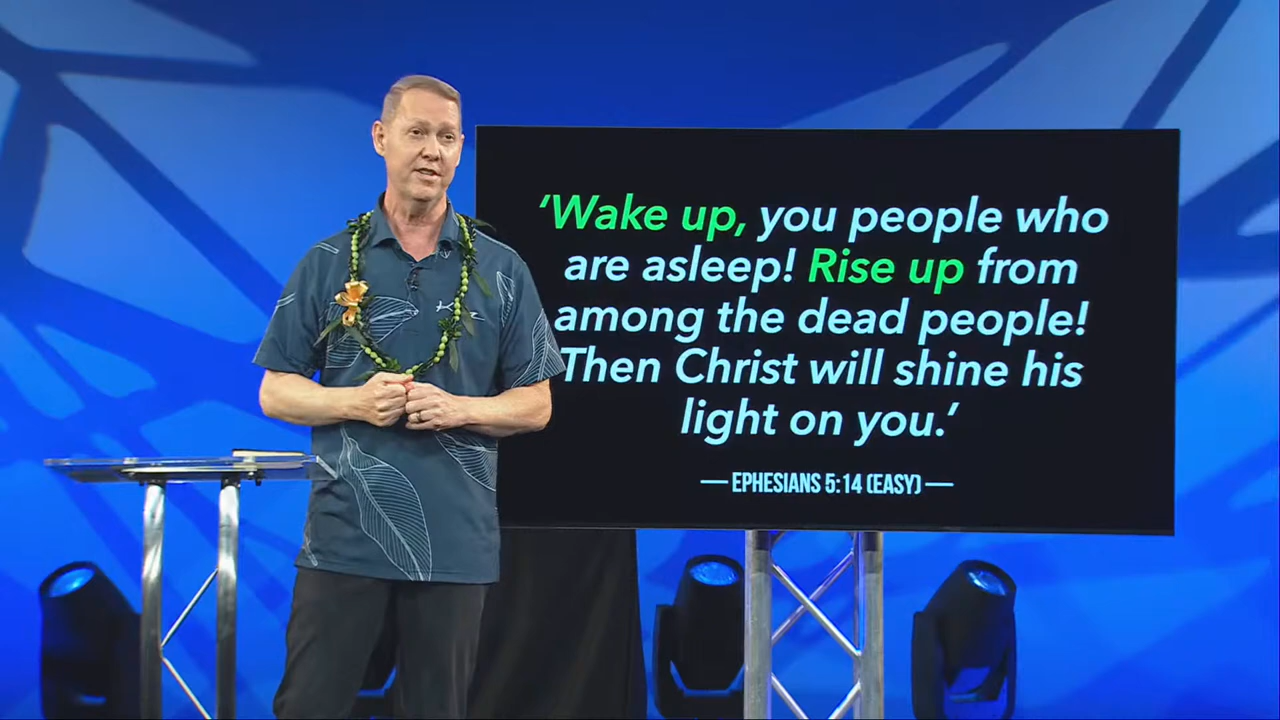 ‘Wake up, you people who
are asleep! Rise up from
among the dead people!
Then Christ will shine his
light on you.’
— EPHESIANS 5:14 (EASY) —